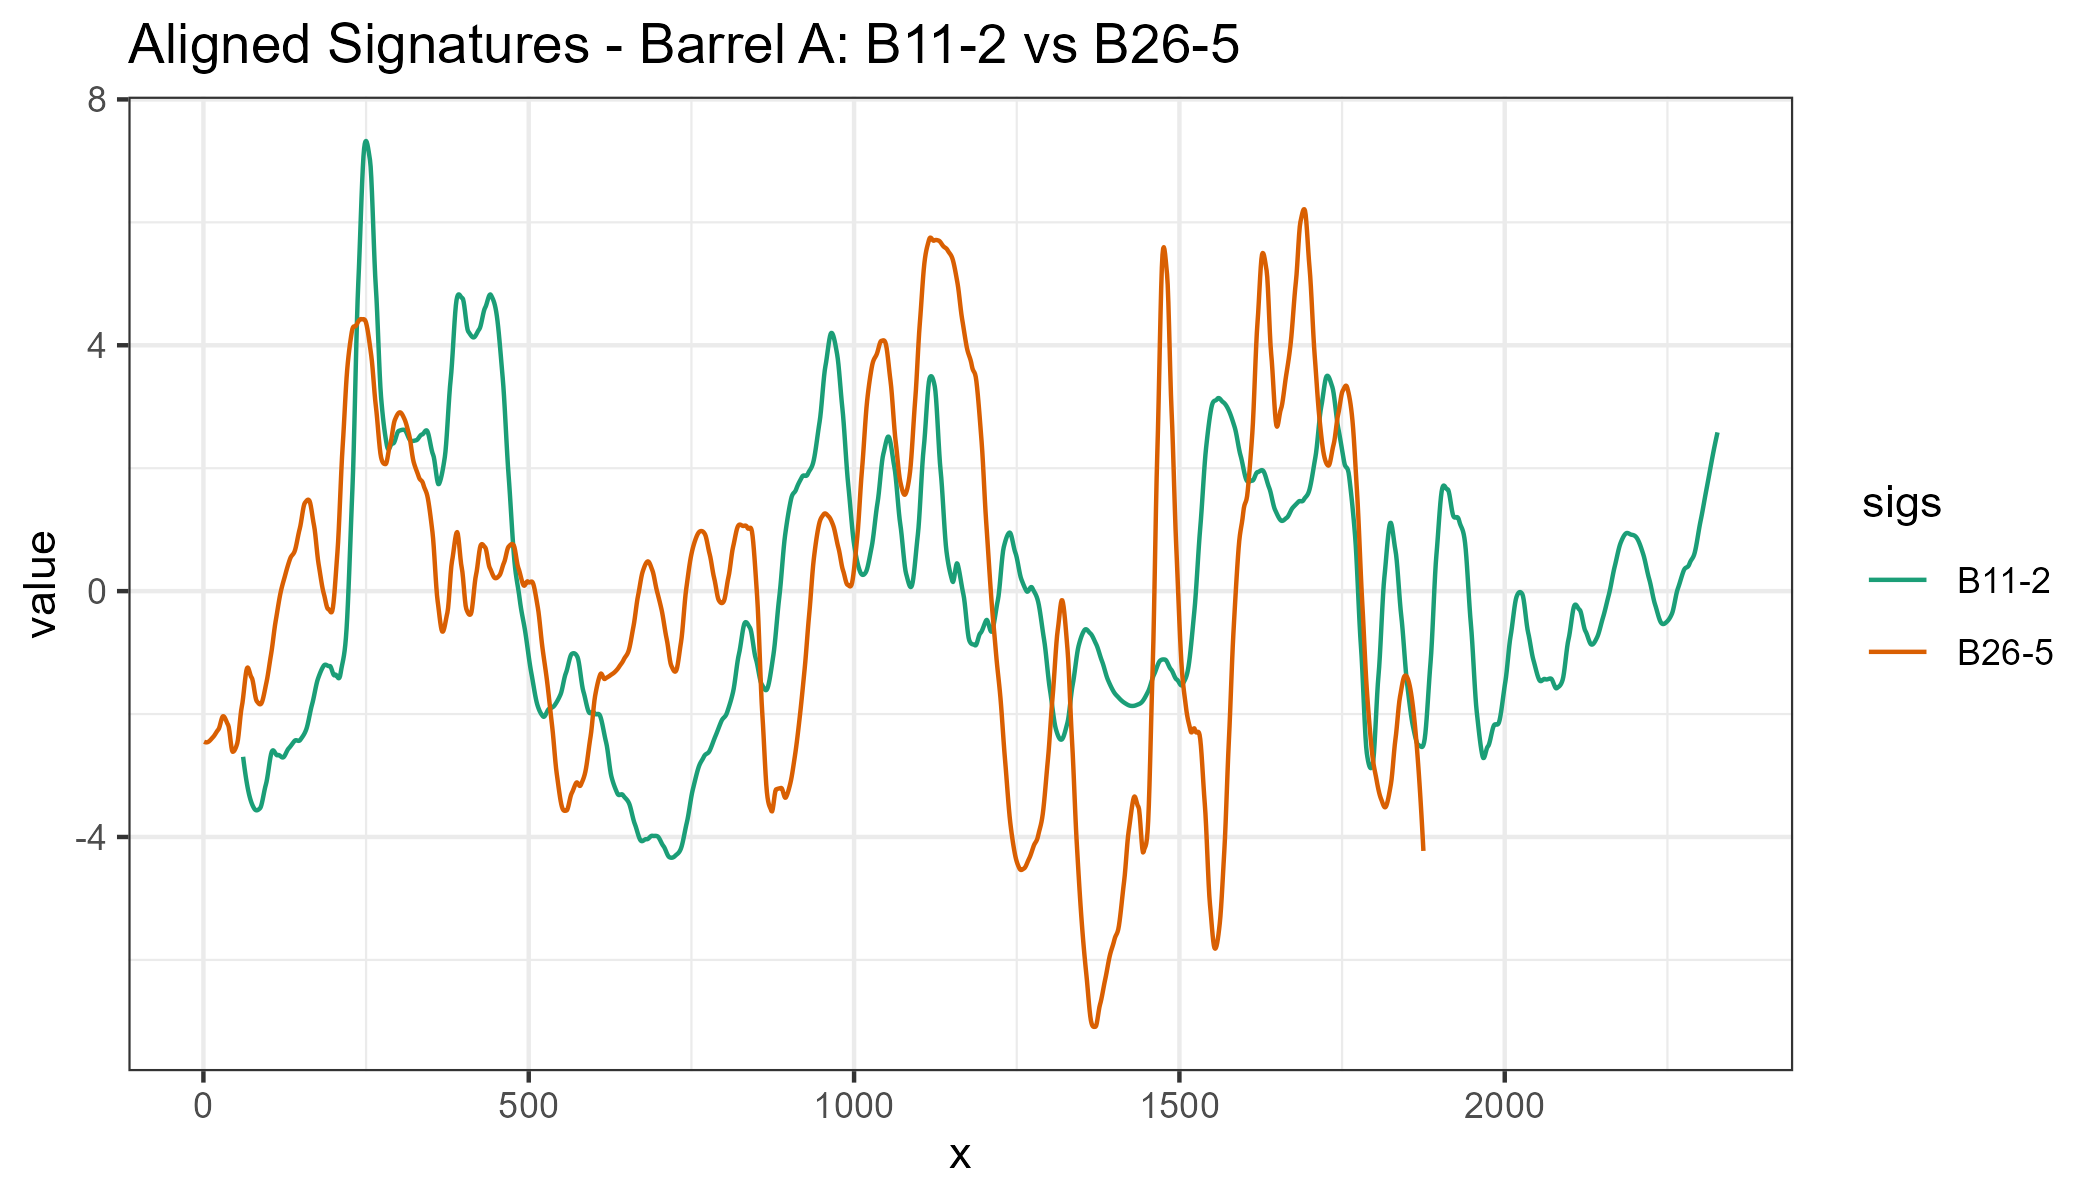 Aligned Signatures - Barrel A: B11-2 vs B26-5
8
4
0
-4
value
0 500 1000 1500 2000
x
sigs
B11-2
B26-5